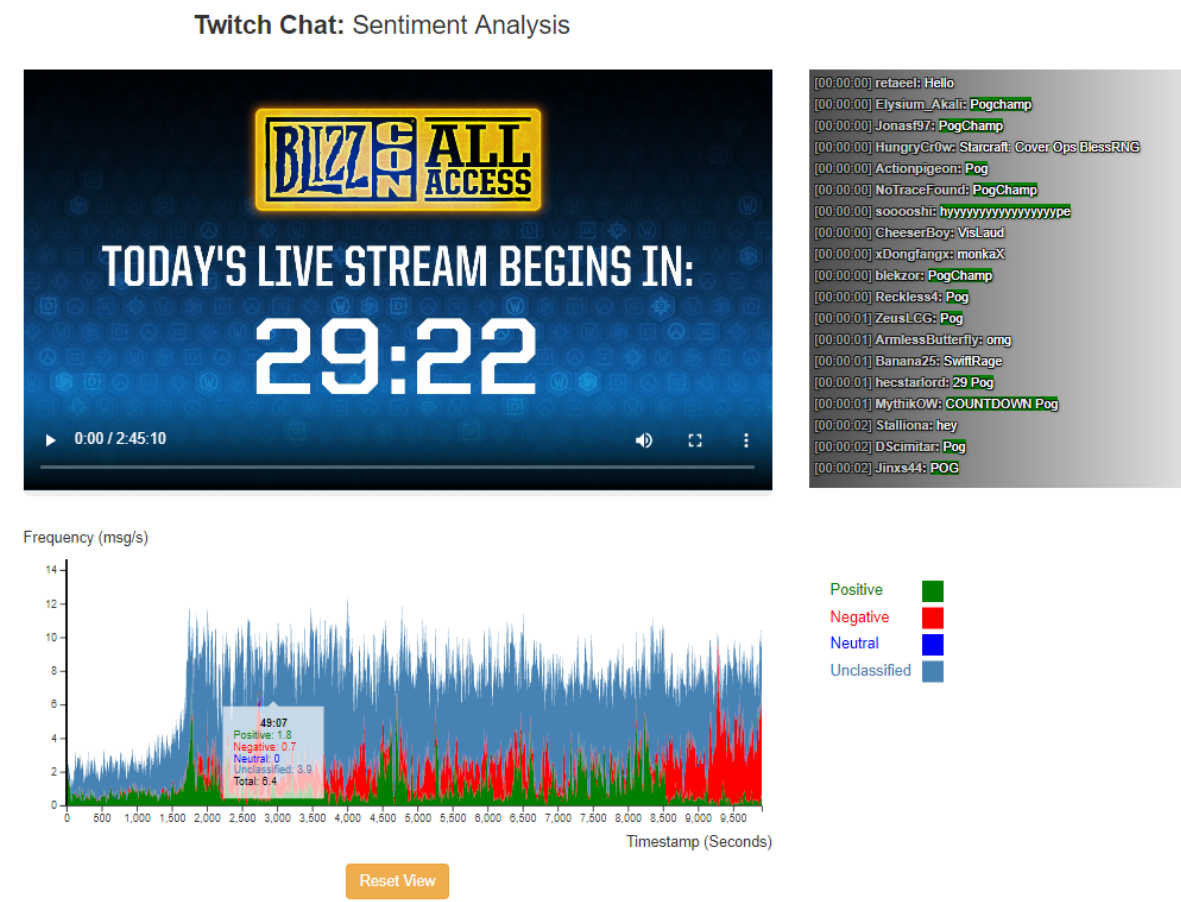 Twitch Chat: Sentiment Analysis
BLIZZCON ALL ACCESS
TODAY'S LIVE STREAM BEGINS IN:
29:22
0:00 / 2:45:10
[00:00:00] retaeel: Hello
[00:00:00] Elysium_Akali: Pogchamp
[00:00:00] Jonasf97: PogChamp
[00:00:00] HungryCr0w: Starcraft: Cover Ops BlessRNG
[00:00:00] Actionpigeon: Pog
[00:00:00] NoTraceFound: PogChamp
[00:00:00] sooooshi: hyyyyyyyyyyyyyyyyype
[00:00:00] CheeserBoy: VisLaud
[00:00:00] xDongfangx: monkaX
[00:00:00] blekzor: PogChamp
[00:00:00] Reckless4: Pog
[00:00:01] ZeusLCG: Pog
[00:00:01] ArmlessButterfly: omg
[00:00:01] Banana25: SwiftRage
[00:00:01] hecstarlord: 29 Pog
[00:00:01] MythikOW: COUNTDOWN Pog
[00:00:02] Stalliona: hey
[00:00:02] DScimitar: Pog
[00:00:02] Jinxs44: POG
Frequency (msg/s)
14
12
10
8
6
4
2
0
49:07
Positive: 1.8
Negative: 0.7
Neutral: 0
Unclassified: 3.9
Total: 6.4
0 500 1,000 1,500 2,000 2,500 3,000 3,500 4,000 4,500 5,000 5,500 6,000 6,500 7,000 7,500 8,000 8,500 9,000 9,500
Timestamp (Seconds)
Positive
Negative
Neutral
Unclassified
Reset View